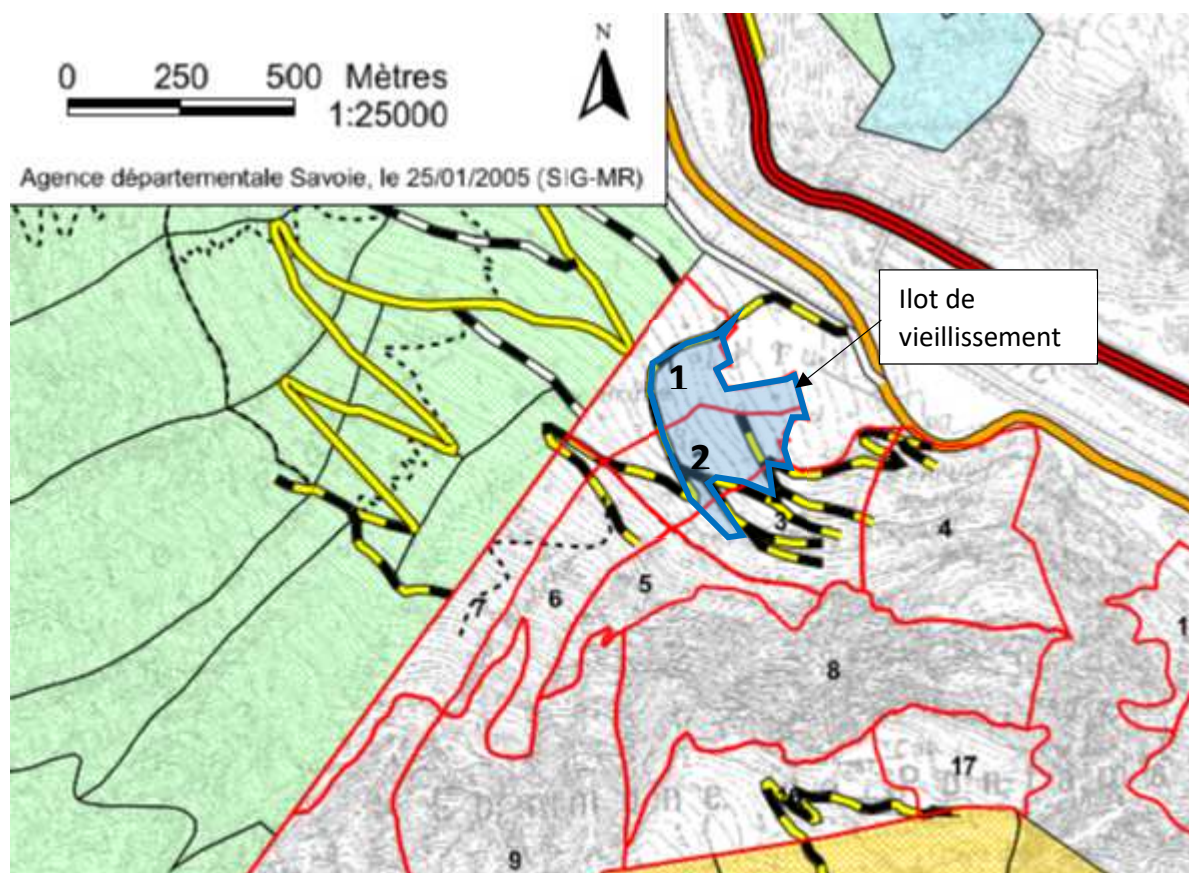 0 250 500 Mètres
1:25000
N
Agence départementale Savoie, le 25/01/2005 (SIG-MR)
Ilot de
vieillissement
1
2
3
4
5
6
7
8
17
9